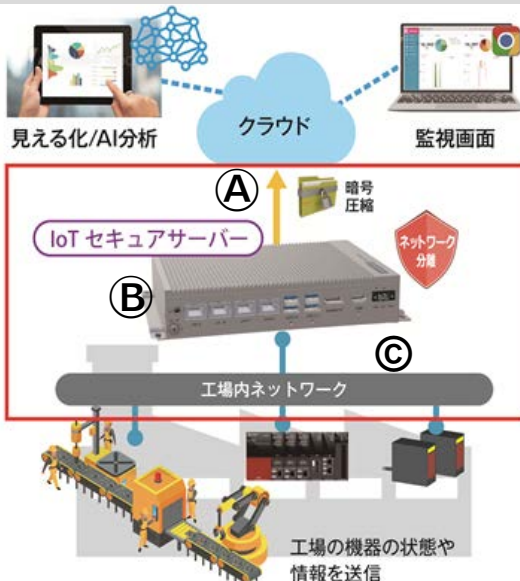 クラウド
見える化/AI分析
監視画面
Ⓐ
暗号
圧縮
IoT セキュアサーバー
ネットワーク
分離
Ⓑ
Ⓒ
工場内ネットワーク
工場の機器の状態や
情報を送信